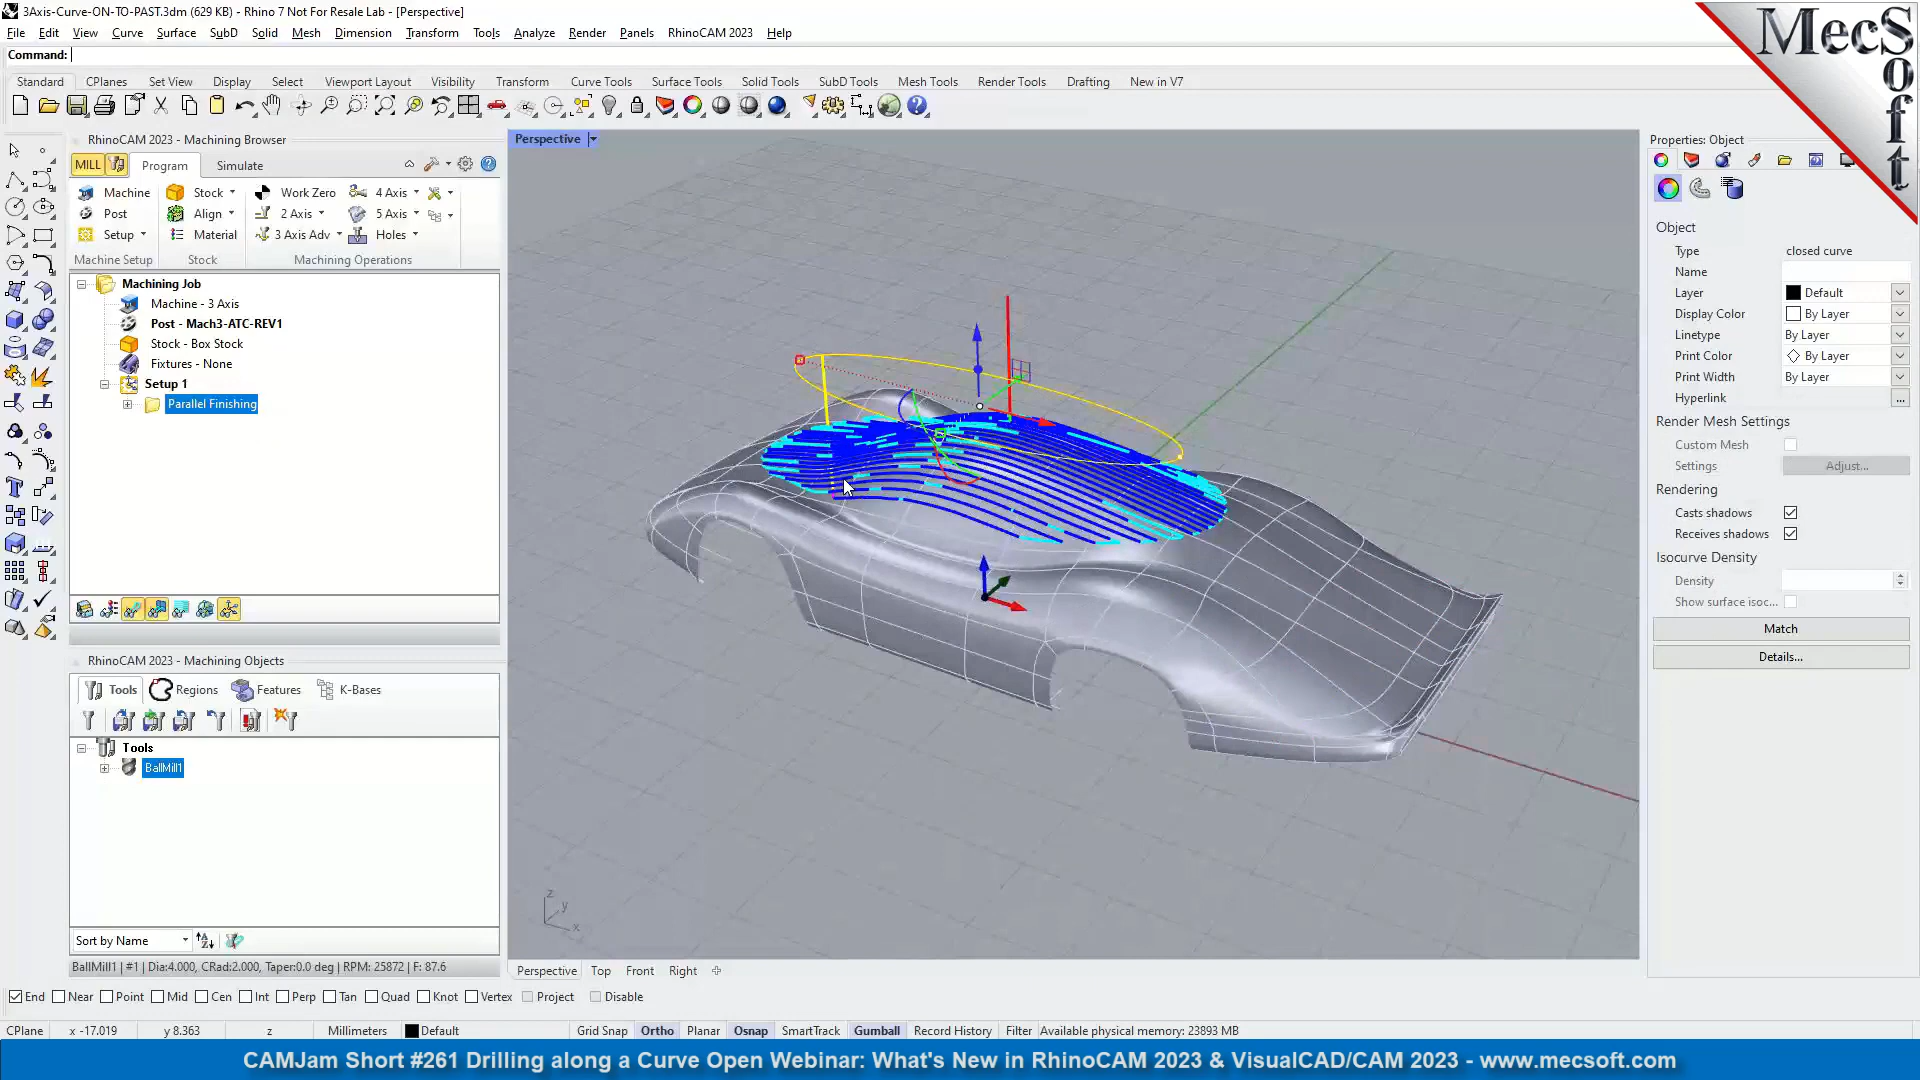 3Axis-Curve-ON-TO-PAST.3dm (629 KB) - Rhino 7 Not For Resale Lab - [Perspective]
File Edit View Curve Surface SubD Solid Mesh Dimension Transform Tools Analyze Render Panels RhinoCAM 2023 Help
Command:
Standard CPlanes Set View Display Select Viewport Layout Visibility Transform Curve Tools Surface Tools Solid Tools SubD Tools Mesh Tools Render Tools Drafting New in V7
MecSoft
RhinoCAM 2023 - Machining Browser
MILL Program Simulate
Machine Stock Work Zero 4 Axis
Post Align 2 Axis 5 Axis
Setup Material 3 Axis Adv Holes
Machine Setup Stock Machining Operations
Machining Job
Machine - 3 Axis
Post - Mach3-ATC-REV1
Stock - Box Stock
Fixtures - None
Setup 1
Parallel Finishing
RhinoCAM 2023 - Machining Objects
Tools Regions Features K-Bases
Tools
BallMill1
Sort by Name
BallMill1 | #1 | Dia:4.000, CRad:2.000, Taper:0.0 deg | RPM: 25872 | F: 87.6
Perspective
z
y
x
Perspective Top Front Right
Properties: Object
Object
Type closed curve
Name
Layer Default
Display Color By Layer
Linetype By Layer
Print Color By Layer
Print Width By Layer
Hyperlink ...
Render Mesh Settings
Custom Mesh
Settings Adjust...
Rendering
Casts shadows
Receives shadows
Isocurve Density
Density
Show surface isoc...
Match
Details...
End Near Point Mid Cen Int Perp Tan Quad Knot Vertex Project Disable
CPlane x -17.019 y 8.363 z Millimeters Default Grid Snap Ortho Planar Osnap SmartTrack Gumball Record History Filter Available physical memory: 23893 MB
CAMJam Short #261 Drilling along a Curve Open Webinar: What's New in RhinoCAM 2023 & VisualCAD/CAM 2023 - www.mecsoft.com